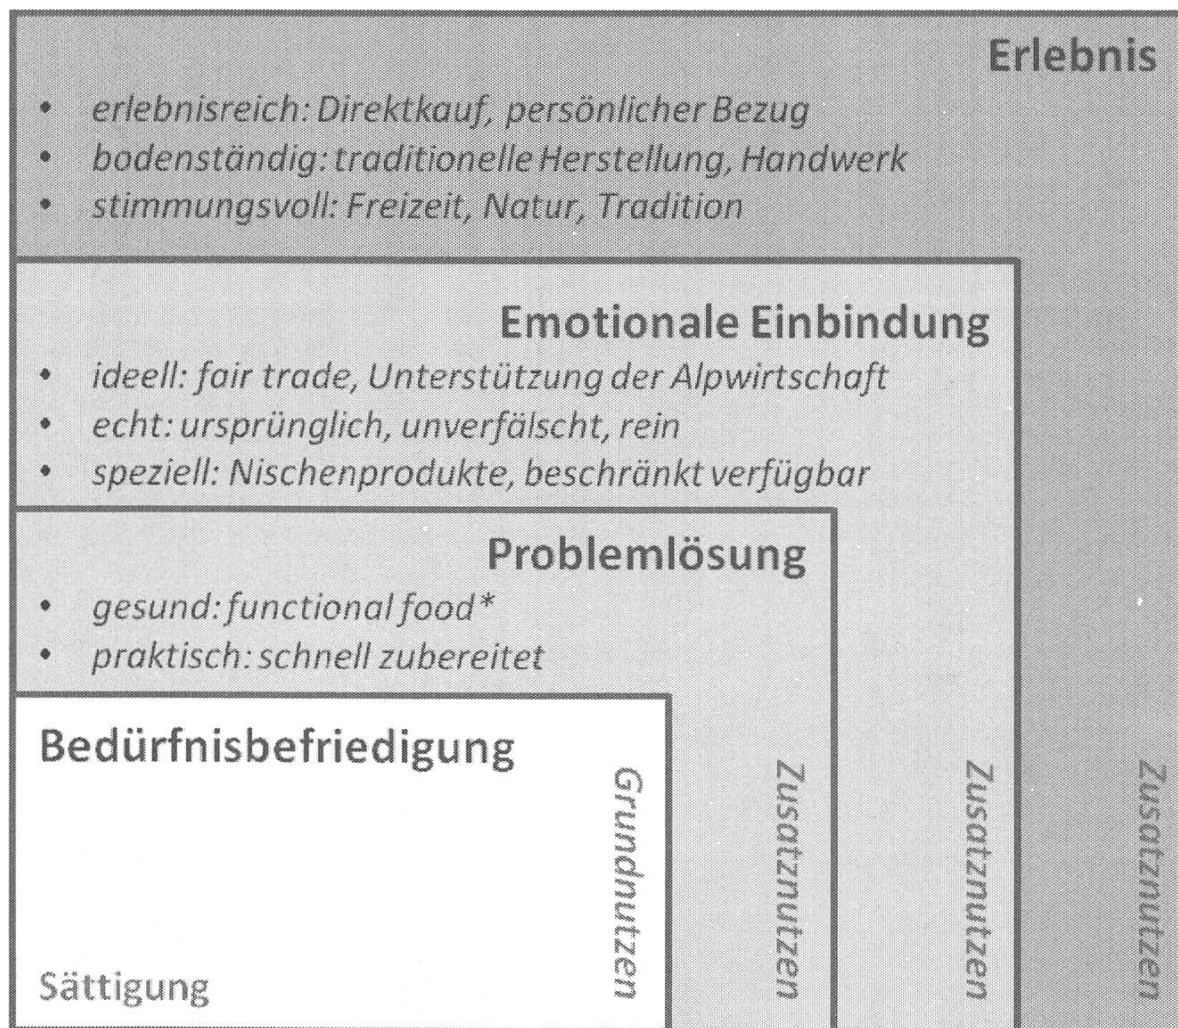 Erlebnis
• erlebnisreich: Direktkauf, persönlicher Bezug
• bodenständig: traditionelle Herstellung, Handwerk
• stimmungsvoll: Freizeit, Natur, Tradition
Emotionale Einbindung
• ideell: fair trade, Unterstützung der Alpwirtschaft
• echt: ursprünglich, unverfälscht, rein
• speziell: Nischenprodukte, beschränkt verfügbar
Problemlösung
• gesund: functional food*
• praktisch: schnell zubereitet
Bedürfnisbefriedigung
Sättigung
Grundnutzen
Zusatznutzen
Zusatznutzen
Zusatznutzen